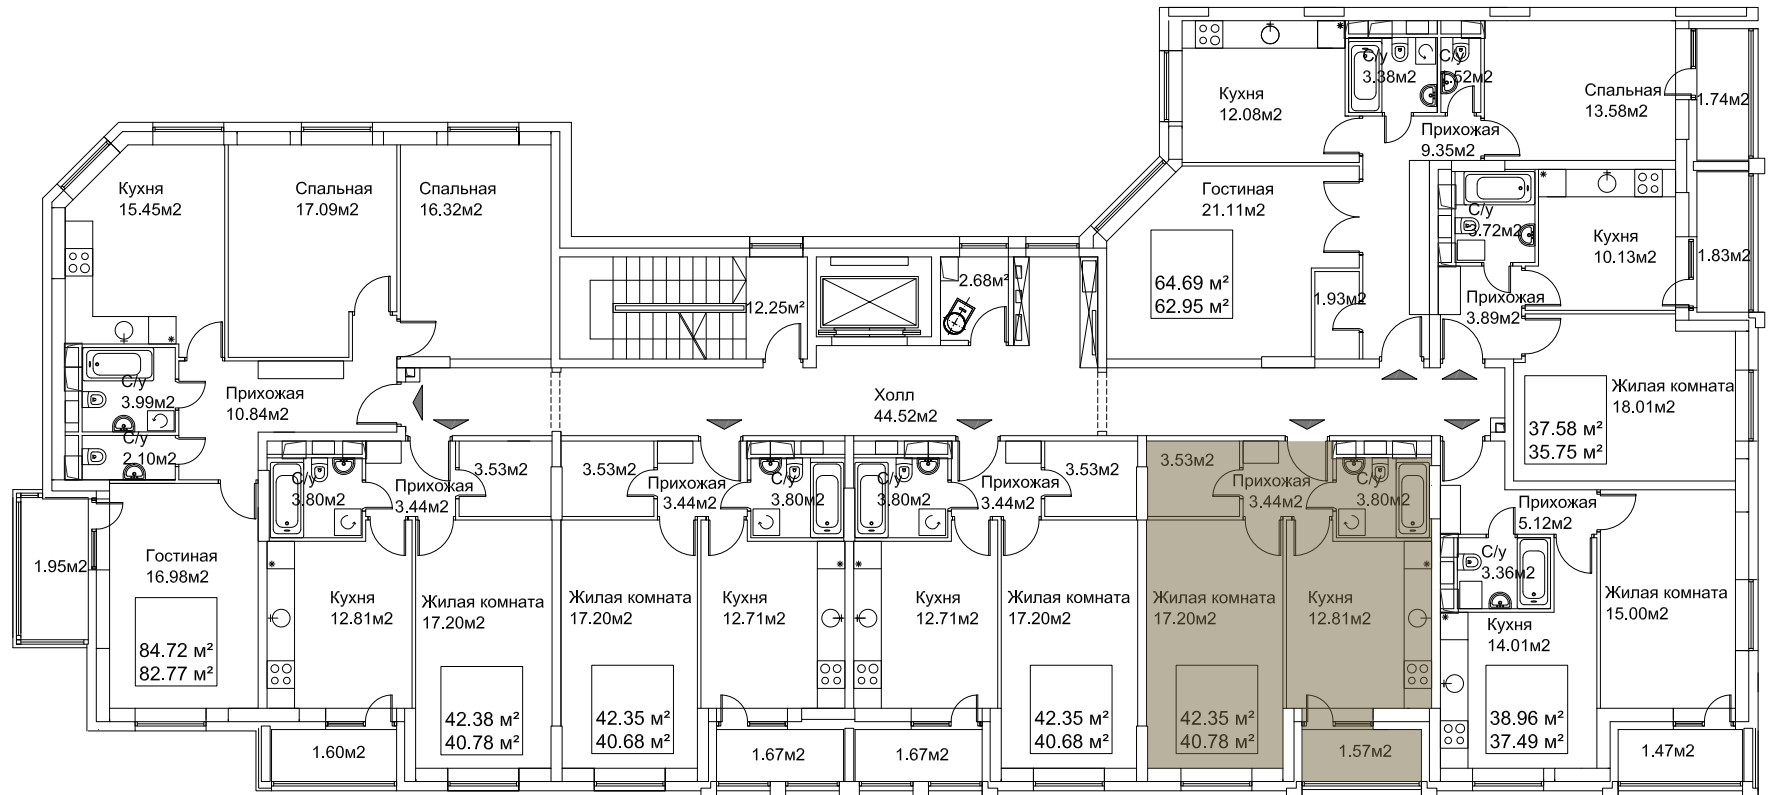 Кухня
12.08м2
С/у
3.38м2
С/у
.52м2
Спальная
13.58м2
1.74м2
Прихожая
9.35м2
Кухня
15.45м2
Спальная
17.09м2
Спальная
16.32м2
Гостиная
21.11м2
64.69 м²
62.95 м²
1.93м2
С/у
3.72м2
Кухня
10.13м2
1.83м2
Прихожая
3.89м2
12.25м²
2.68м²
С/у
3.99м2
С/у
2.10м2
Прихожая
10.84м2
Холл
44.52м2
Жилая комната
18.01м2
37.58 м²
35.75 м²
С/у
3.80м2
Прихожая
3.44м2
3.53м2
3.53м2
Прихожая
3.44м2
С/у
3.80м2
С/у
3.80м2
Прихожая
3.44м2
3.53м2
3.53м2
Прихожая
3.44м2
С/у
3.80м2
Прихожая
5.12м2
С/у
3.36м2
1.95м2
Гостиная
16.98м2
84.72 м²
82.77 м²
Кухня
12.81м2
Жилая комната
17.20м2
Жилая комната
17.20м2
Кухня
12.71м2
Кухня
12.71м2
Жилая комната
17.20м2
Жилая комната
17.20м2
Кухня
12.81м2
Кухня
14.01м2
Жилая комната
15.00м2
42.38 м²
40.78 м²
42.35 м²
40.68 м²
42.35 м²
40.68 м²
42.35 м²
40.78 м²
38.96 м²
37.49 м²
1.60м2
1.67м2
1.67м2
1.57м2
1.47м2